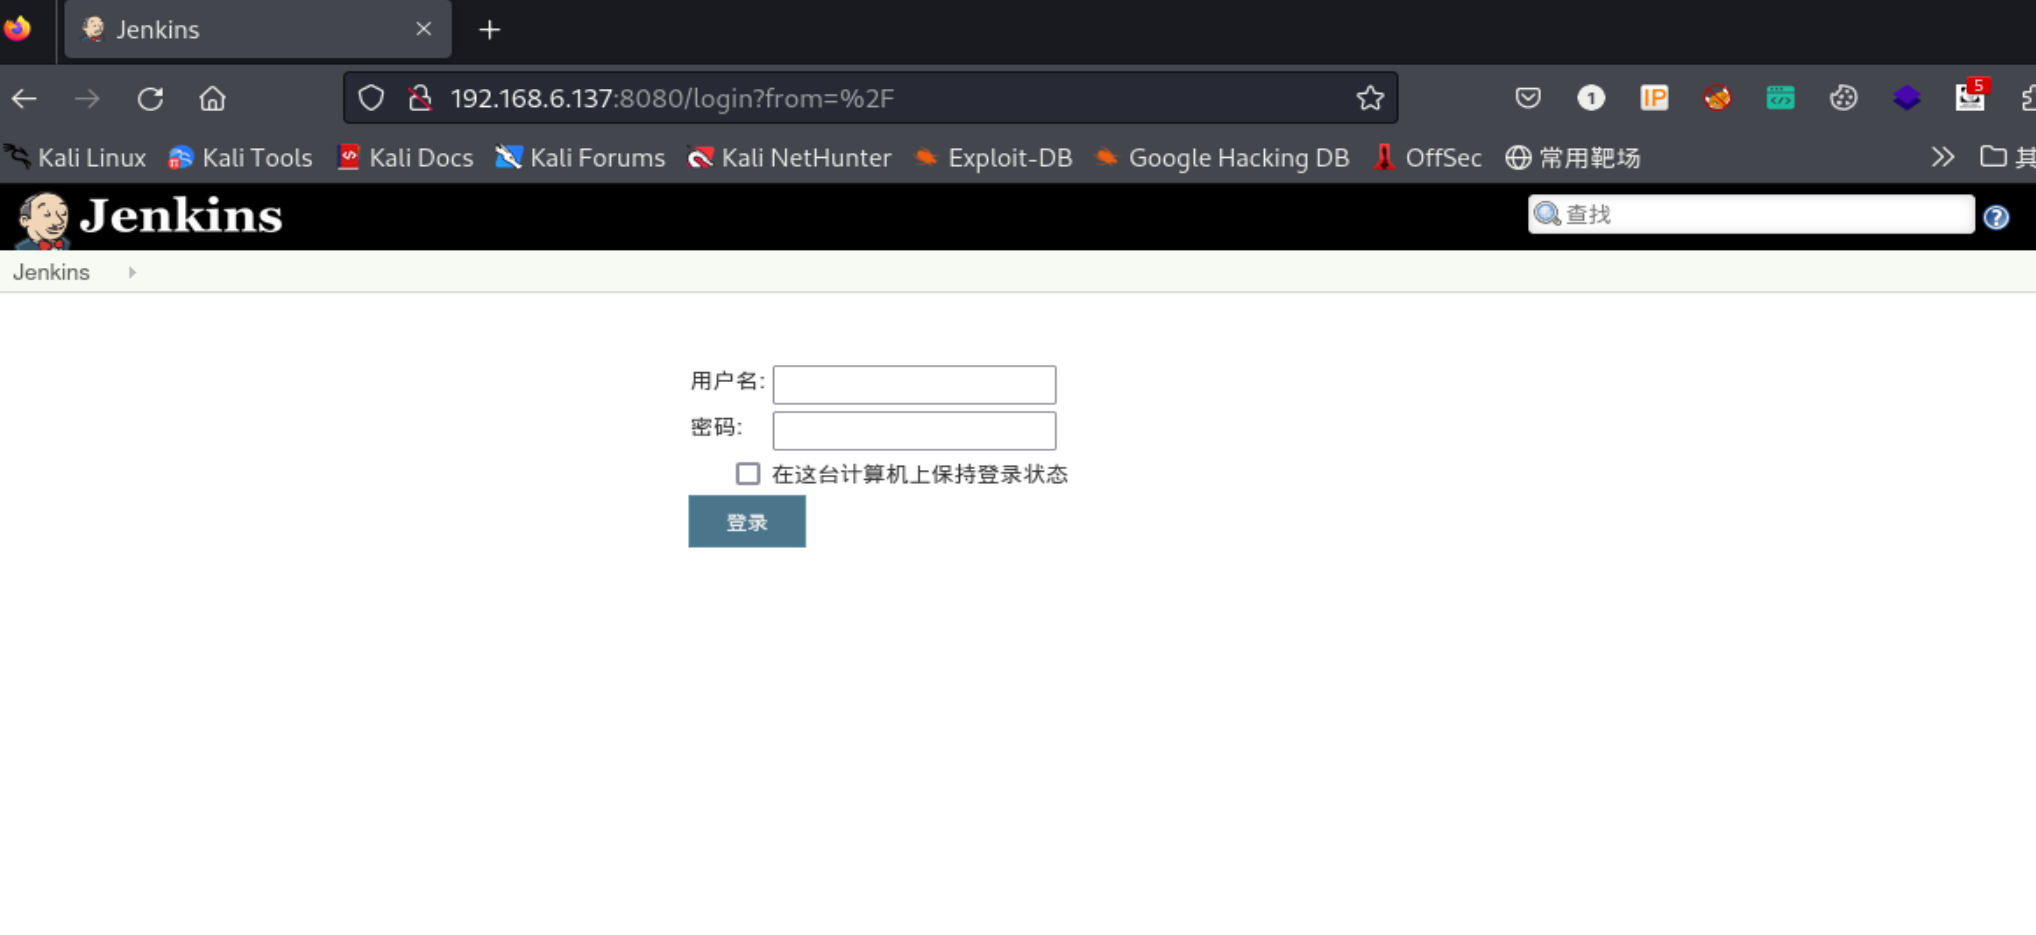 Jenkins
192.168.6.137:8080/login?from=%2F
1
IP
5
Kali Linux
Kali Tools
Kali Docs
Kali Forums
Kali NetHunter
Exploit-DB
Google Hacking DB
OffSec
常用靶场
其
Jenkins
查找
Jenkins
用户名:
密码:
在这台计算机上保持登录状态
登录